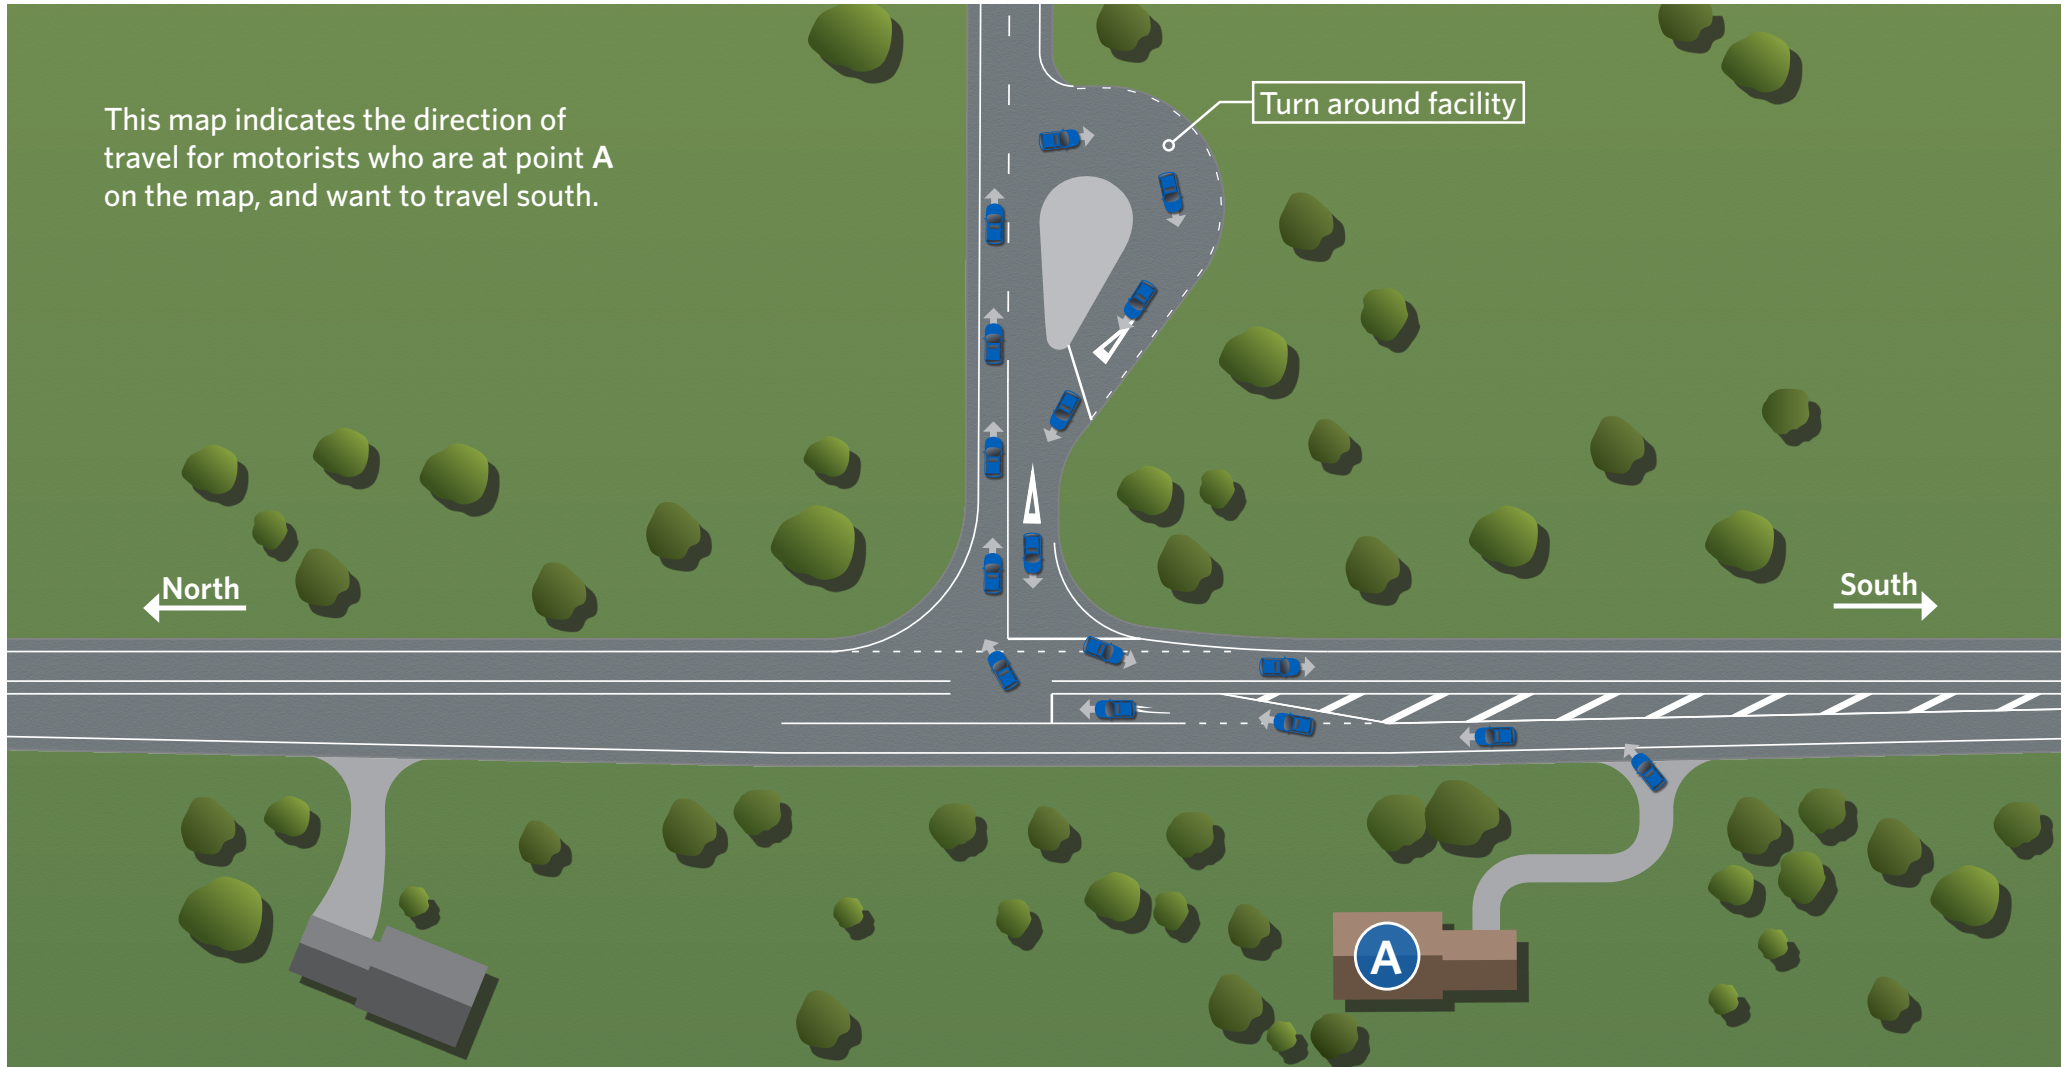 This map indicates the direction of
travel for motorists who are at point A
on the map, and want to travel south.
Turn around facility
North
South
A